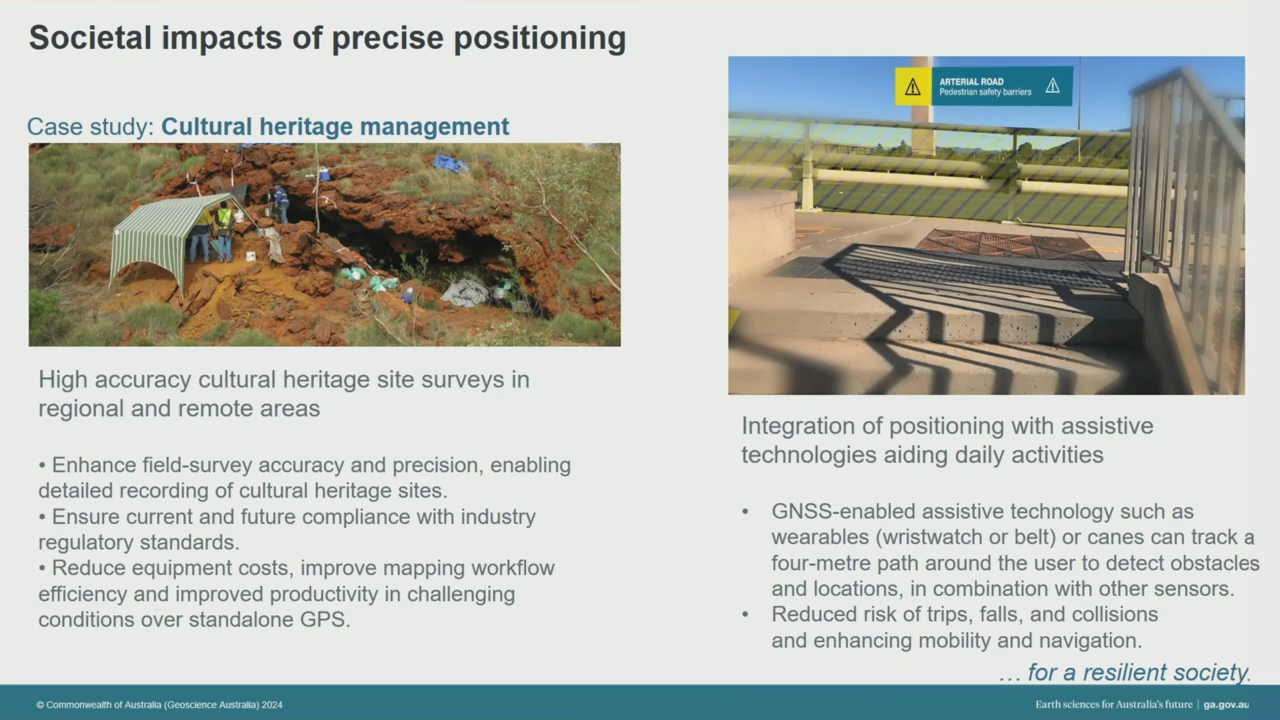 Societal impacts of precise positioning
Case study: Cultural heritage management
High accuracy cultural heritage site surveys in
regional and remote areas
• Enhance field-survey accuracy and precision, enabling
detailed recording of cultural heritage sites.
• Ensure current and future compliance with industry
regulatory standards.
• Reduce equipment costs, improve mapping workflow
efficiency and improved productivity in challenging
conditions over standalone GPS.
ARTERIAL ROAD
Pedestrian safety barriers
Integration of positioning with assistive
technologies aiding daily activities
• GNSS-enabled assistive technology such as
wearables (wristwatch or belt) or canes can track a
four-metre path around the user to detect obstacles
and locations, in combination with other sensors.
• Reduced risk of trips, falls, and collisions
and enhancing mobility and navigation.
… for a resilient society.
© Commonwealth of Australia (Geoscience Australia) 2024
Earth sciences for Australia's future | ga.gov.au